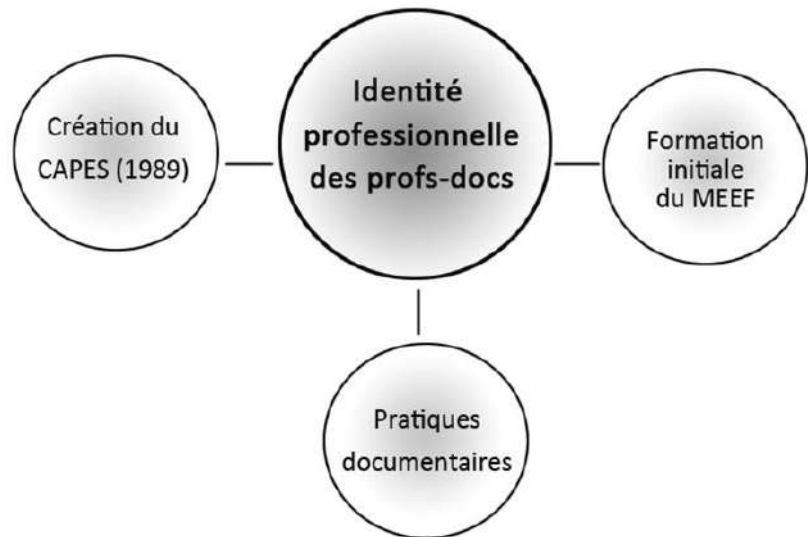 Identité
professionnelle
des profs-docs
Création du
CAPES (1989)
Formation
initiale
du MEEF
Pratiques
documentaires